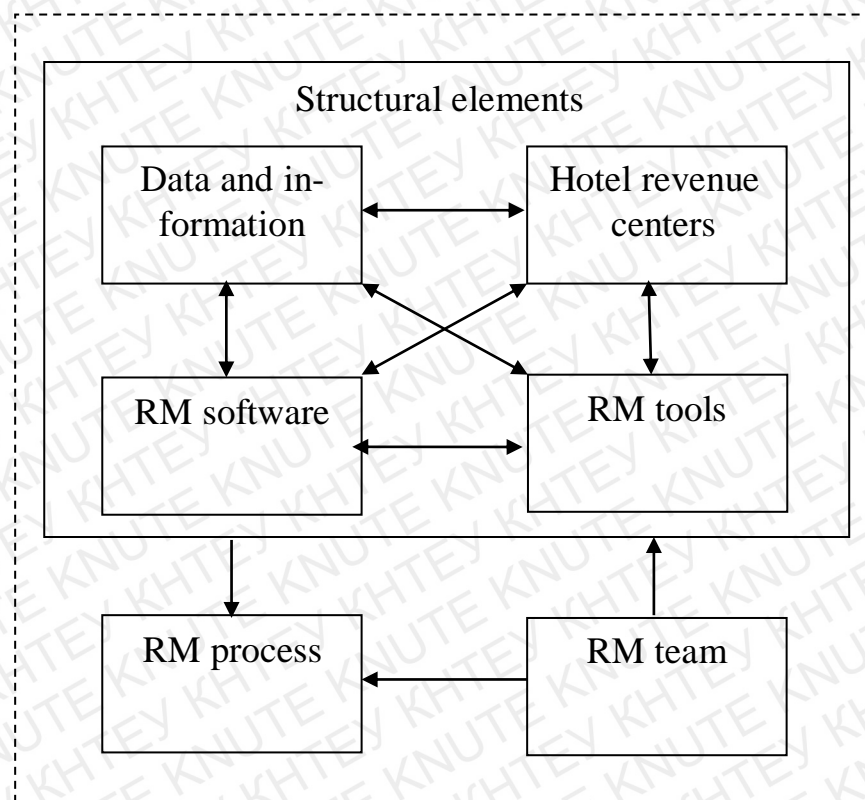 Structural elements
Data and in-
formation
Hotel revenue
centers
RM software
RM tools
RM process
RM team